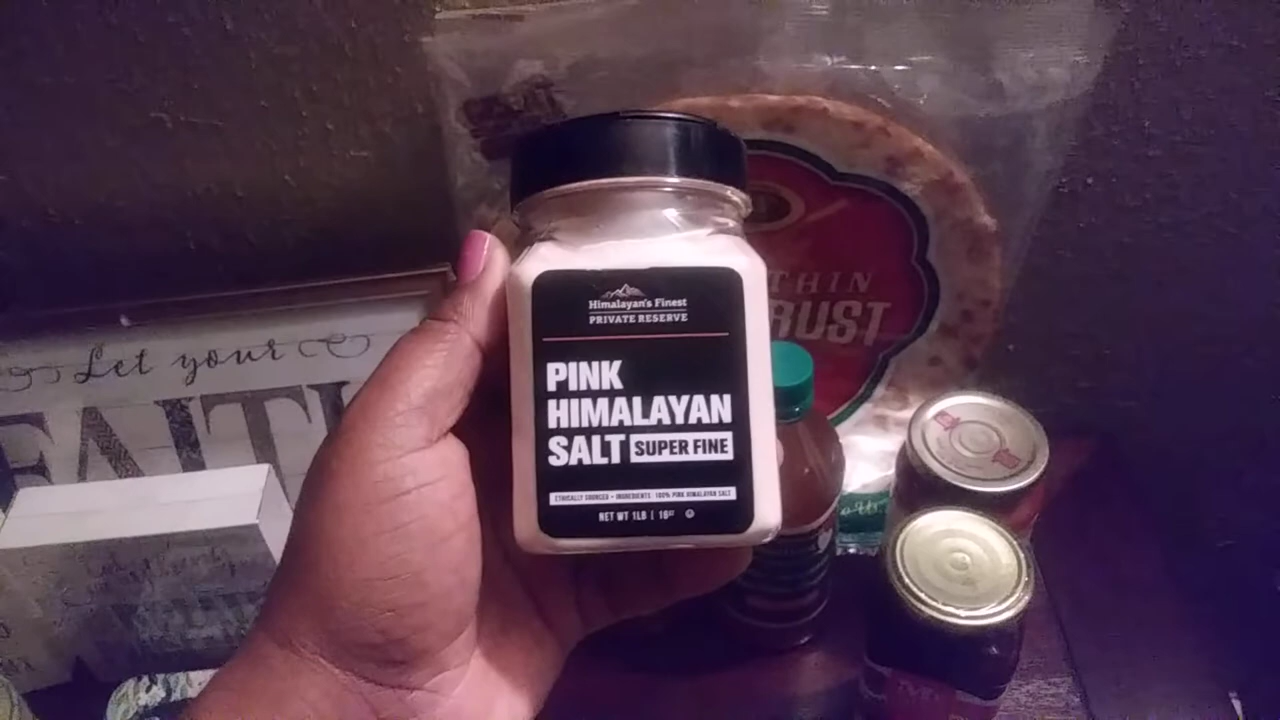 Himalayan's Finest
PRIVATE RESERVE
PINK
HIMALAYAN
SALT SUPER FINE
ETHICALLY SOURCED • INGREDIENTS: 100% PINK HIMALAYAN SALT
NET WT 1LB | 16oz
THIN
RUST
Let your
FAITH